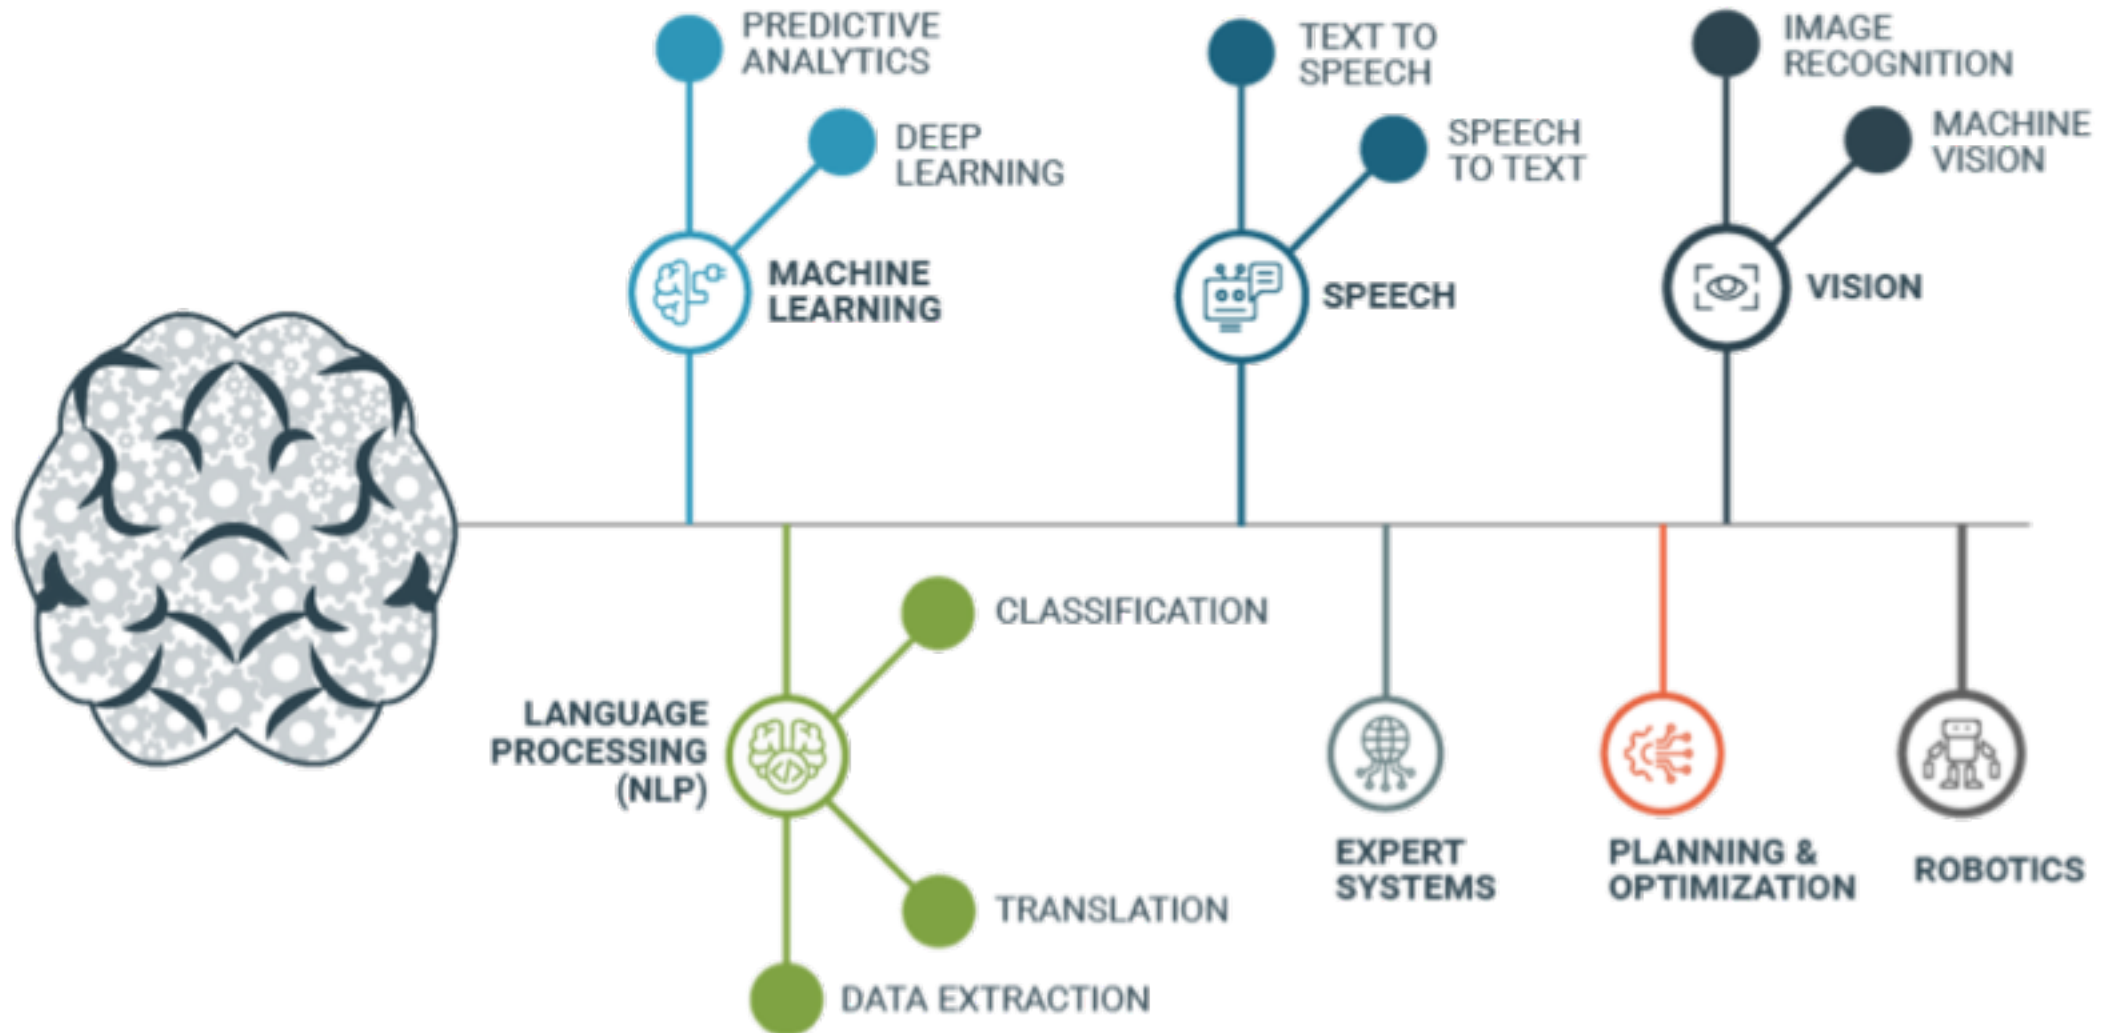 PREDICTIVE
ANALYTICS
DEEP
LEARNING
MACHINE
LEARNING
TEXT TO
SPEECH
SPEECH
TO TEXT
SPEECH
IMAGE
RECOGNITION
MACHINE
VISION
VISION
CLASSIFICATION
LANGUAGE
PROCESSING
(NLP)
TRANSLATION
DATA EXTRACTION
EXPERT
SYSTEMS
PLANNING &
OPTIMIZATION
ROBOTICS